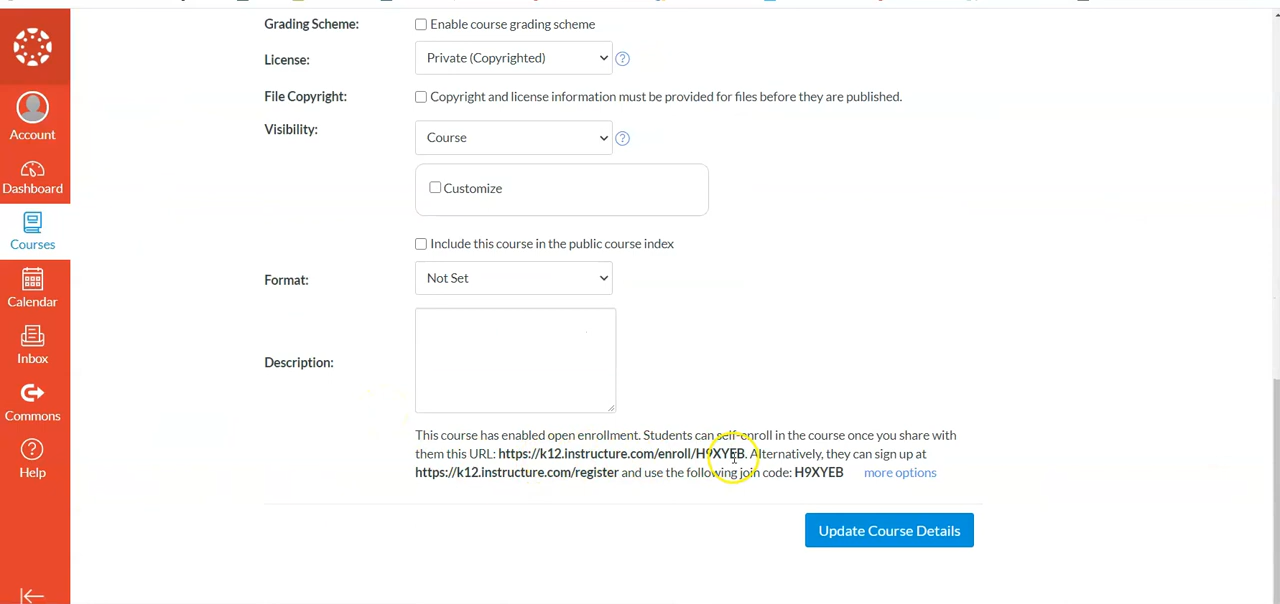 Grading Scheme: Enable course grading scheme
License: Private (Copyrighted)
File Copyright: Copyright and license information must be provided for files before they are published.
Visibility: Course
Customize
Include this course in the public course index
Format: Not Set
Description:
This course has enabled open enrollment. Students can self-enroll in the course once you share with
them this URL: https://k12.instructure.com/enroll/H9XYEB. Alternatively, they can sign up at
https://k12.instructure.com/register and use the following join code: H9XYEB more options
Update Course Details
Account
Dashboard
Courses
Calendar
Inbox
Commons
Help